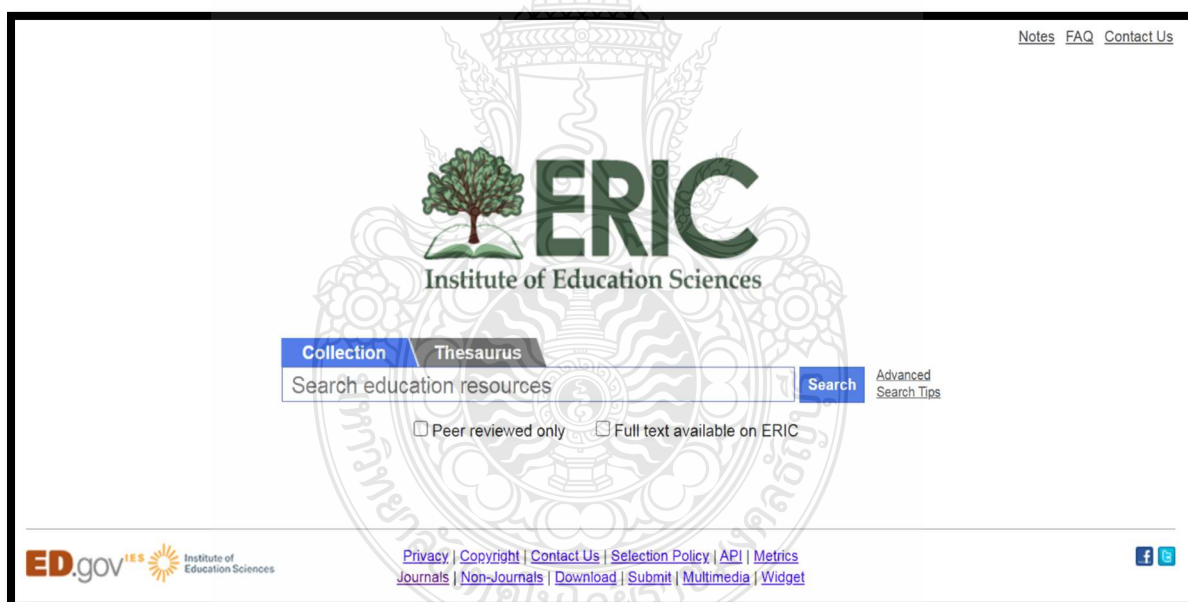 Notes FAQ Contact Us
ERIC
Institute of Education Sciences
Collection Thesaurus
Search education resources Search Advanced
Search Tips
Peer reviewed only Full text available on ERIC
ED.gov IES Institute of
Education Sciences
Privacy | Copyright | Contact Us | Selection Policy | API | Metrics
Journals | Non-Journals | Download | Submit | Multimedia | Widget